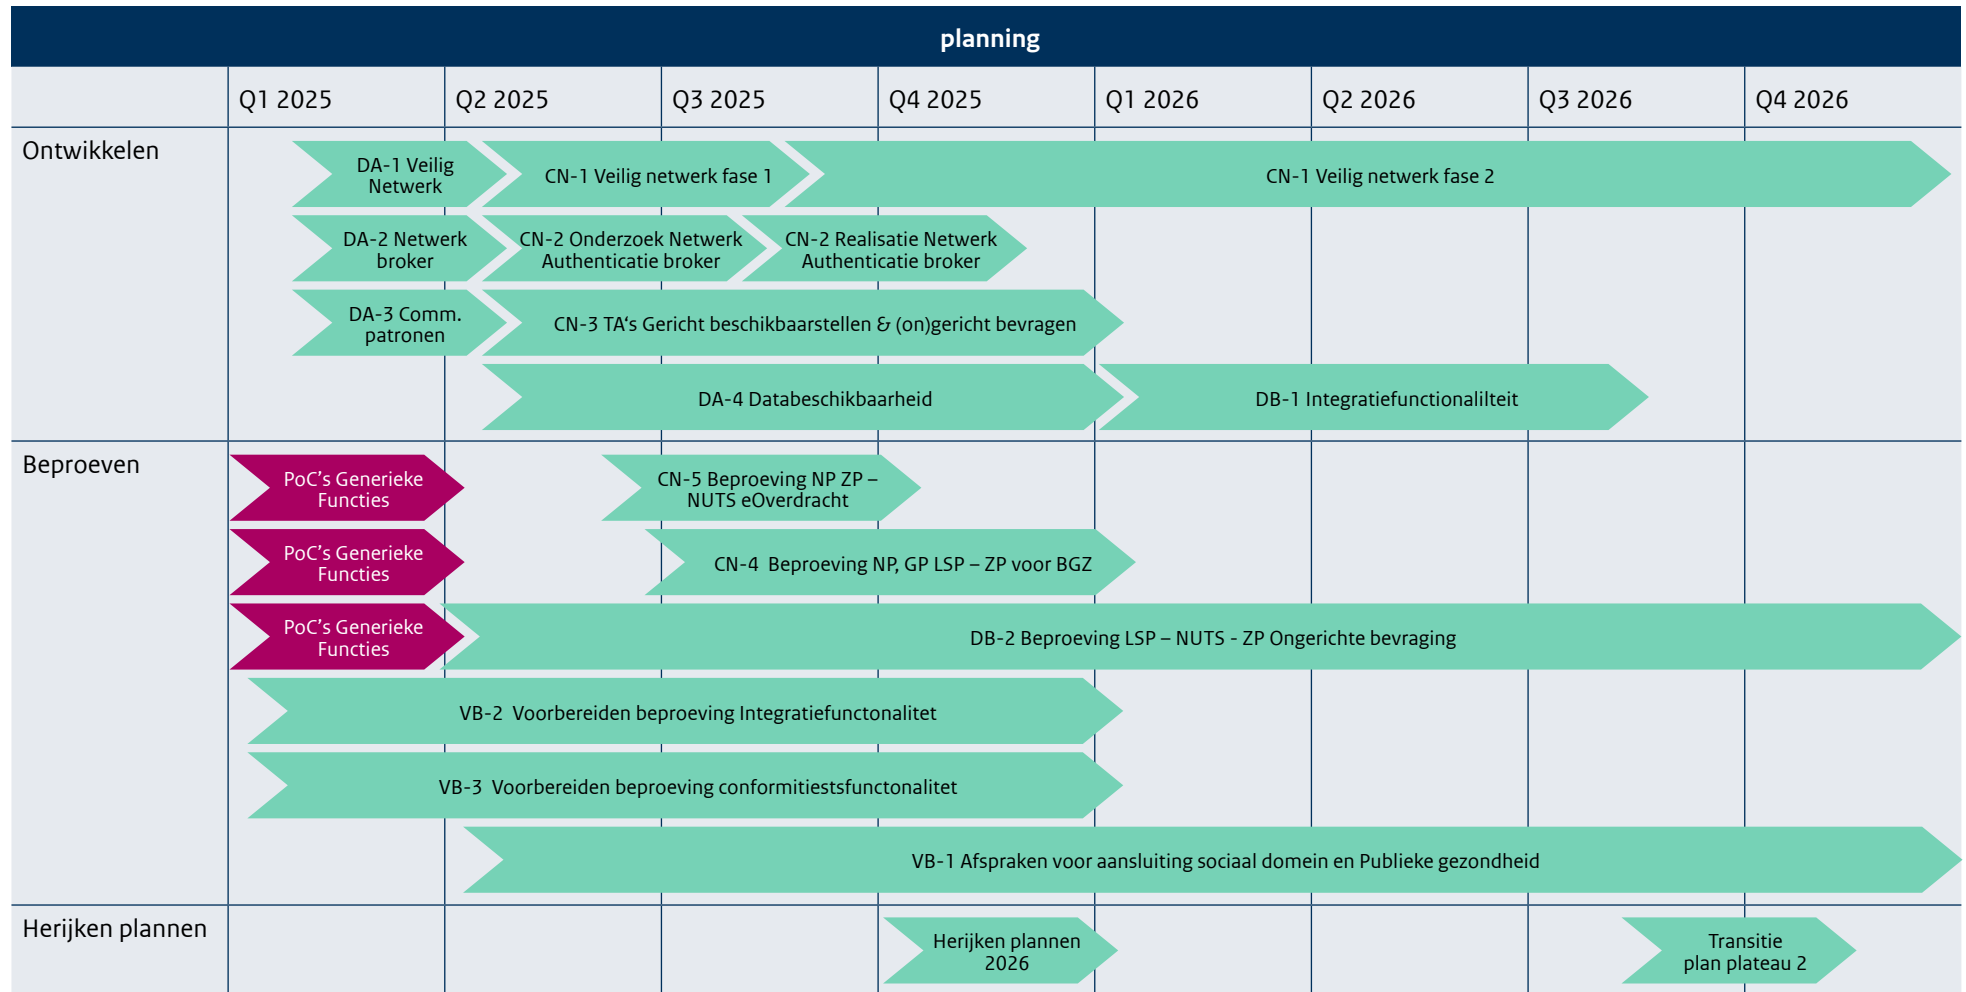 planning
Q1 2025
Q2 2025
Q3 2025
Q4 2025
Q1 2026
Q2 2026
Q3 2026
Q4 2026
Ontwikkelen
DA-1 Veilig
Netwerk
CN-1 Veilig netwerk fase 1
CN-1 Veilig netwerk fase 2
DA-2 Netwerk
broker
CN-2 Onderzoek Netwerk
Authenticatie broker
CN-2 Realisatie Netwerk
Authenticatie broker
DA-3 Comm.
patronen
CN-3 TA‘s Gericht beschikbaarstellen & (on)gericht bevragen
DA-4 Databeschikbaarheid
DB-1 Integratiefunctionalilteit
Beproeven
PoC’s Generieke
Functies
CN-5 Beproeving NP ZP –
NUTS eOverdracht
PoC’s Generieke
Functies
CN-4 Beproeving NP, GP LSP – ZP voor BGZ
PoC’s Generieke
Functies
DB-2 Beproeving LSP – NUTS - ZP Ongerichte bevraging
VB-2 Voorbereiden beproeving Integratiefunctonalitet
VB-3 Voorbereiden beproeving conformitiestsfunctonalitet
VB-1 Afspraken voor aansluiting sociaal domein en Publieke gezondheid
Herijken plannen
Herijken plannen
2026
Transitie
plan plateau 2